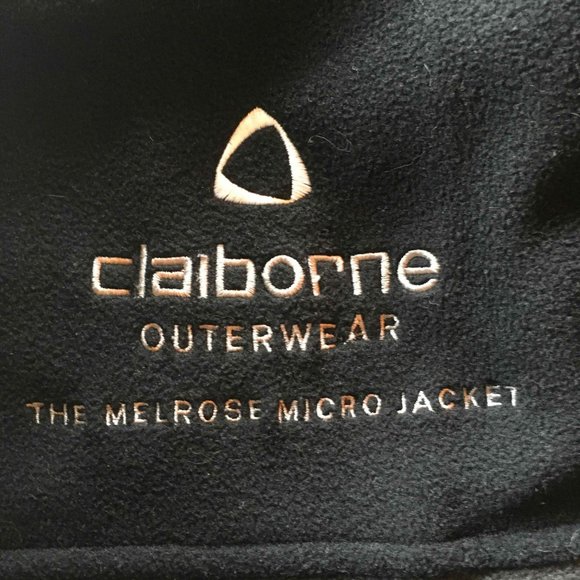 claiborne
OUTERWEAR
THE MELROSE MICRO JACKET